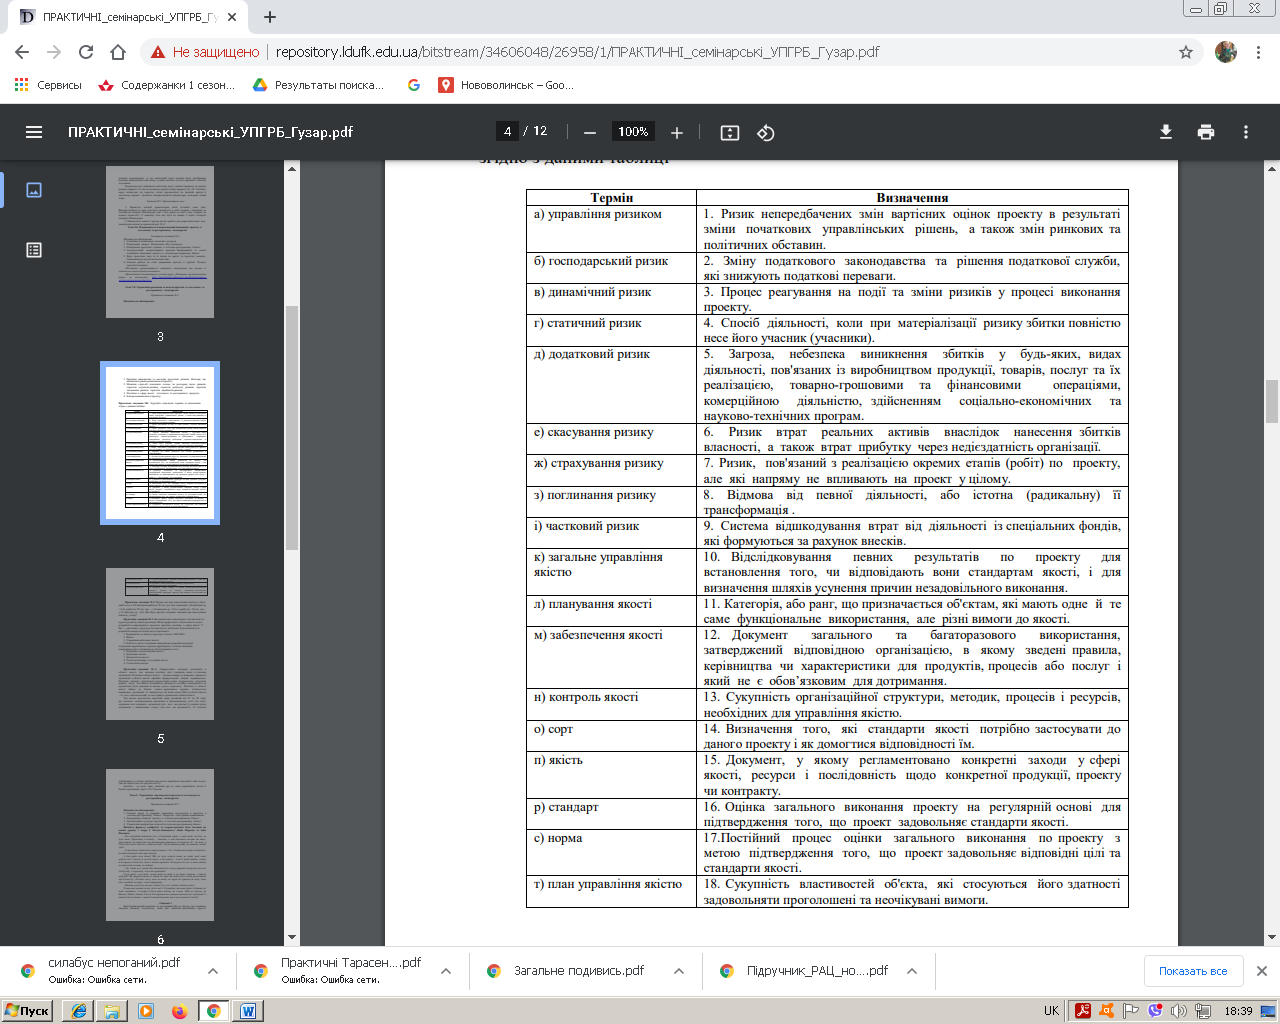 ПРАКТИЧНІ_семінарські_УПГРБ_Гу
Не защищено
repository.ldufk.edu.ua/bitstream/34606048/26958/1/ПРАКТИЧНІ_семінарські_УПГРБ_Гузар.pdf
Сервисы
Содержанки 1 сезон...
Результаты поиска...
Нововолинськ – Goo...
ПРАКТИЧНІ_семінарські_УПГРБ_Гузар.pdf
4 / 12
100%
згідно з даними таблиці
Термін
Визначення
а) управління ризиком
1. Ризик непередбачених змін вартісних оцінок проекту в результаті
зміни початкових управлінських рішень, а також змін ринкових та
політичних обставин.
б) господарський ризик
2. Зміну податкового законодавства та рішення податкової служби,
які знижують податкові переваги.
в) динамічний ризик
3. Процес реагування на події та зміни ризиків у процесі виконання
проекту.
г) статичний ризик
4. Спосіб діяльності, коли при матеріалізації ризику збитки повністю
несе його учасник (учасники).
д) додатковий ризик
5. Загроза, небезпека виникнення збитків у будь-яких, видах
діяльності, пов'язаних із виробництвом продукції, товарів, послуг та їх
реалізацією, товарно-грошовими та фінансовими операціями,
комерційною діяльністю, здійсненням соціально-економічних та
науково-технічних програм.
е) скасування ризику
6. Ризик втрат реальних активів внаслідок нанесення збитків
власності, а також втрат прибутку через недієздатність організації.
ж) страхування ризику
7. Ризик, пов'язаний з реалізацією окремих етапів (робіт) по проекту,
але які напряму не впливають на проект у цілому.
з) поглинання ризику
8. Відмова від певної діяльності, або істотна (радикальну) її
трансформація .
і) частковий ризик
9. Система відшкодування втрат від діяльності із спеціальних фондів,
які формуються за рахунок внесків.
к) загальне управління
якістю
10. Відслідковування певних результатів по проекту для
встановлення того, чи відповідають вони стандартам якості, і для
визначення шляхів усунення причин незадовільного виконання.
л) планування якості
11. Категорія, або ранг, що призначається об'єктам, які мають одне й те
саме функціональне використання, але різні вимоги до якості.
м) забезпечення якості
12. Документ загального та багаторазового використання,
затверджений відповідною організацією, в якому зведені правила,
керівництва чи характеристики для продуктів, процесів або послуг і
який не є обов’язковим для дотримання.
н) контроль якості
13. Сукупність організаційної структури, методик, процесів і ресурсів,
необхідних для управління якістю.
о) сорт
14. Визначення того, які стандарти якості потрібно застосувати до
даного проекту і як домогтися відповідності їм.
п) якість
15. Документ, у якому регламентовано конкретні заходи у сфері
якості, ресурси і послідовність щодо конкретної продукції, проекту
чи контракту.
р) стандарт
16. Оцінка загального виконання проекту на регулярній основі для
підтвердження того, що проект задовольняє стандарти якості.
с) норма
17.Постійний процес оцінки загального виконання по проекту з
метою підтвердження того, що проект задовольняє відповідні цілі та
стандарти якості.
т) план управління якістю
18. Сукупність властивостей об'єкта, які стосуються його здатності
задовольняти проголошені та неочікувані вимоги.
3
4
5
6
силабус непоганий.pdf
Ошибка: Ошибка сети.
Практичні Тарасен....pdf
Ошибка: Ошибка сети.
Загальне подивись.pdf
Підручник_РАЦ_но....pdf
Показать все
Пуск
UK
18:39